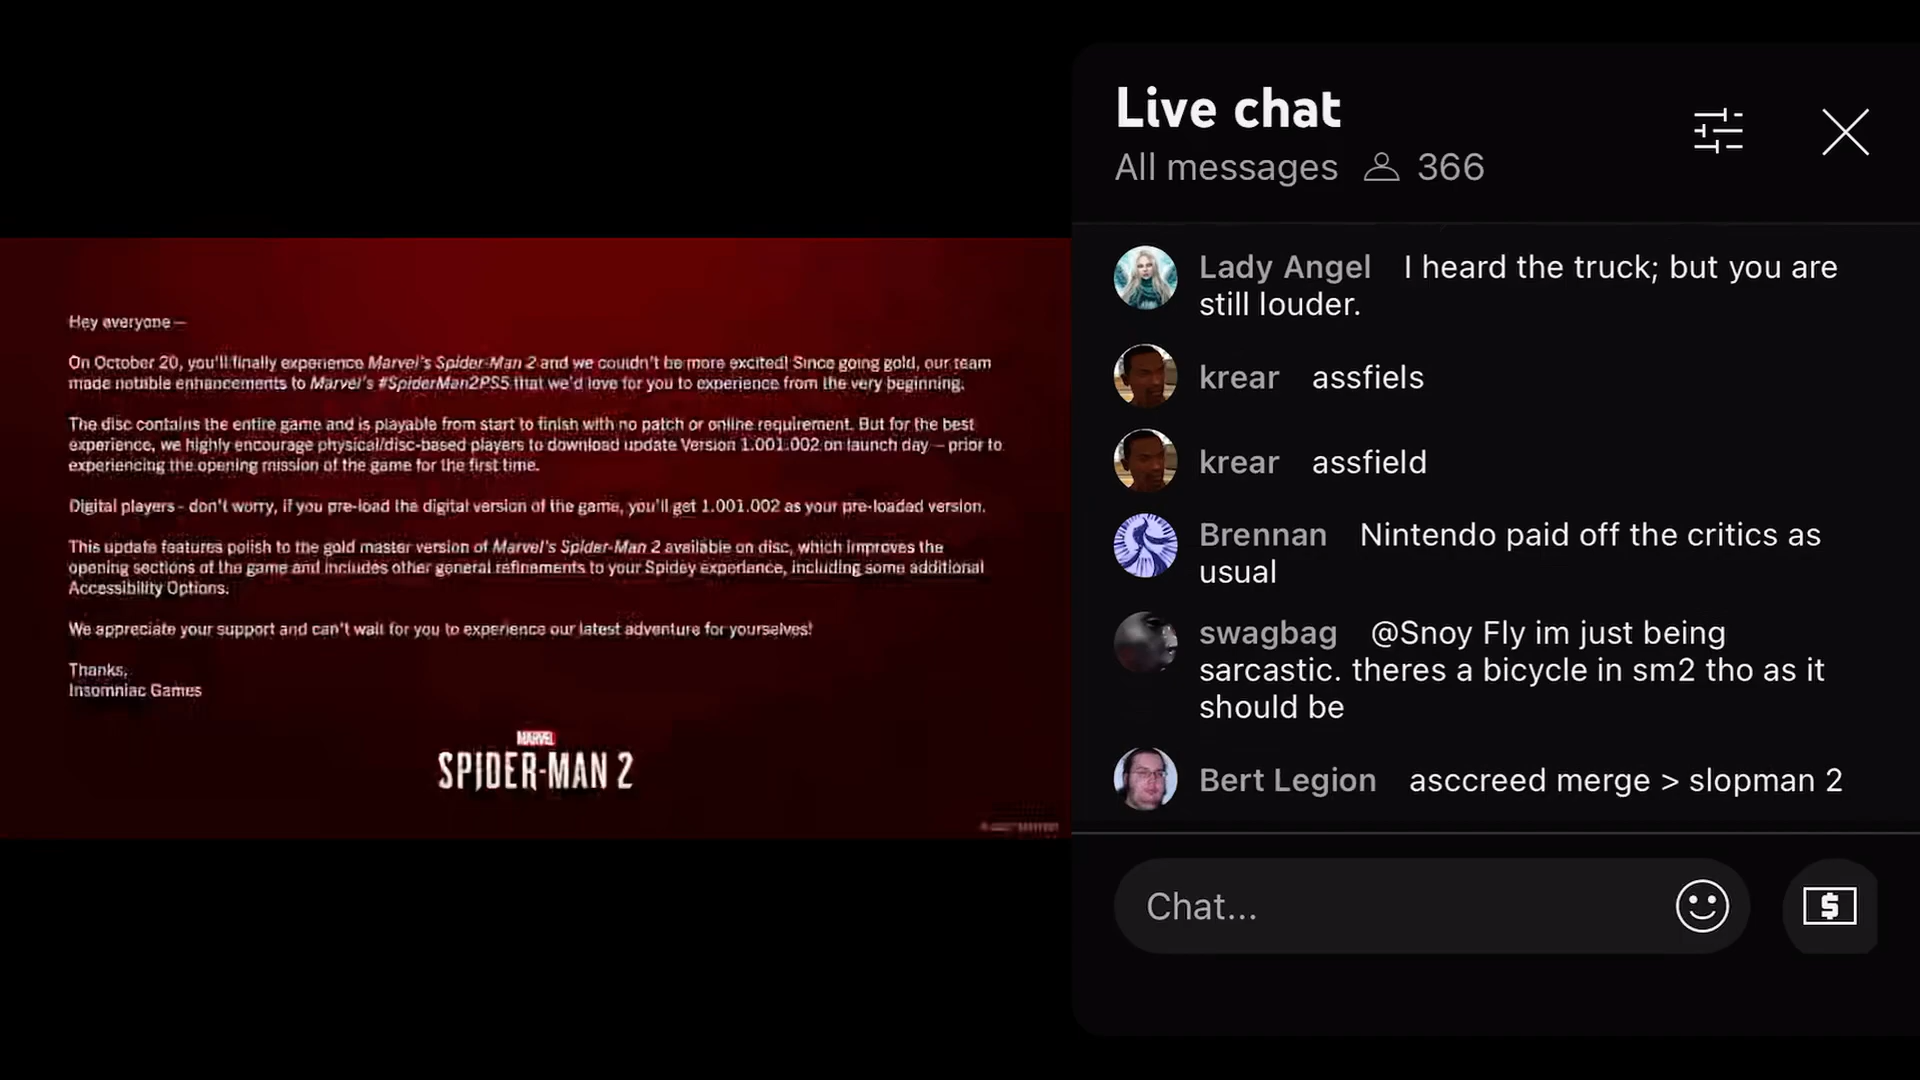 Hey everyone —
On October 20, you'll finally experience Marvel's Spider-Man 2 and we couldn't be more excited! Since going gold, our team
made notable enhancements to Marvel's #SpiderMan2PS5 that we'd love for you to experience from the very beginning.
The disc contains the entire game and is playable from start to finish with no patch or online requirement. But for the best
experience, we highly encourage physical/disc-based players to download update Version 1.001.002 on launch day – prior to
experiencing the opening mission of the game for the first time.
Digital players - don't worry, if you pre-load the digital version of the game, you'll get 1.001.002 as your pre-loaded version.
This update features polish to the gold master version of Marvel's Spider-Man 2 available on disc, which improves the
opening sections of the game and includes other general refinements to your Spidey experience, including some additional
Accessibility Options.
We appreciate your support and can't wait for you to experience our latest adventure for yourselves!
Thanks,
Insomniac Games
MARVEL
SPIDER-MAN 2
Live chat
All messages 366
Lady Angel I heard the truck; but you are
still louder.
krear assfiels
krear assfield
Brennan Nintendo paid off the critics as
usual
swagbag @Snoy Fly im just being
sarcastic. theres a bicycle in sm2 tho as it
should be
Bert Legion asccreed merge > slopman 2
Chat...
$